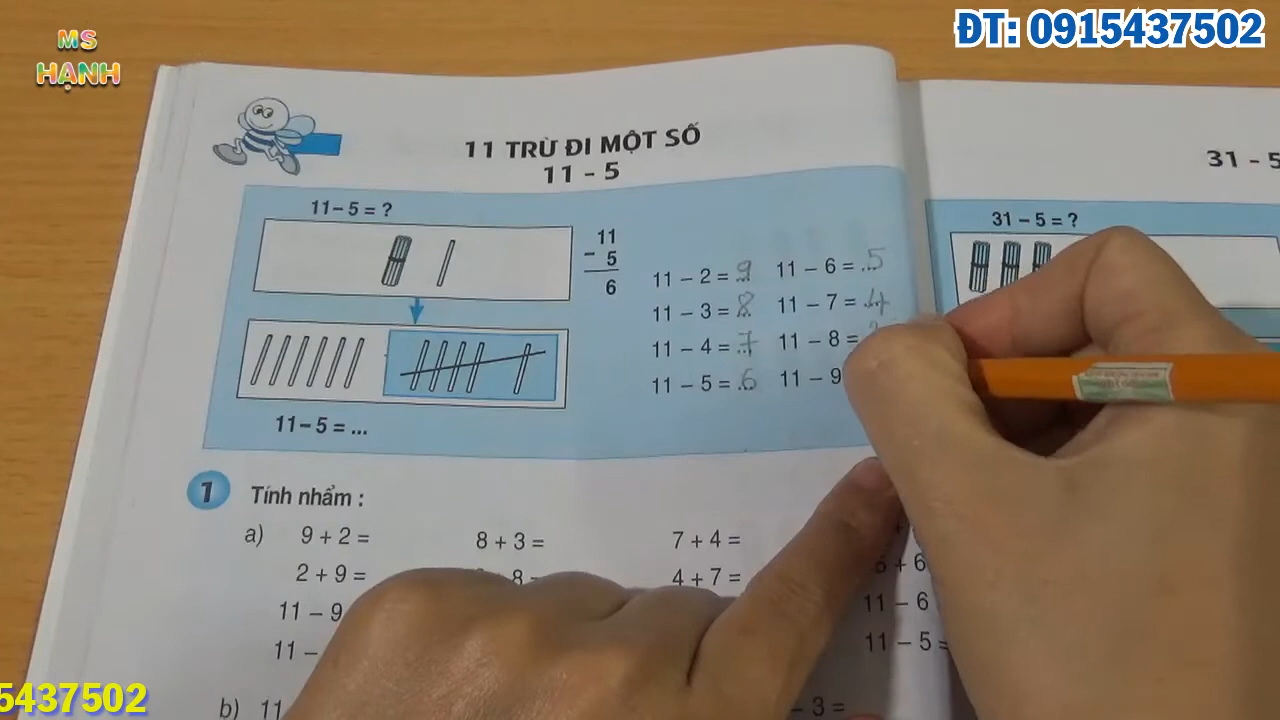 MS
HẠNH
ĐT: 0915437502
11 TRỪ ĐI MỘT SỐ
11 - 5
31 - 5
11 - 5 = ?
11
- 5
6
11 - 2 = 9
11 - 6 = 5
11 - 3 = 8
11 - 7 = 4
11 - 4 = 7
11 - 8 =
11 - 5 = 6
11 - 9
11 - 5 = ...
31 - 5 = ?
1 Tính nhẩm :
a) 9 + 2 = 8 + 3 = 7 + 4 =
2 + 9 = 8 = 4 + 7 = + 6
11 - 9 11 - 6
11 - 11 - 5 =
b) 11 - 3 =
5437502